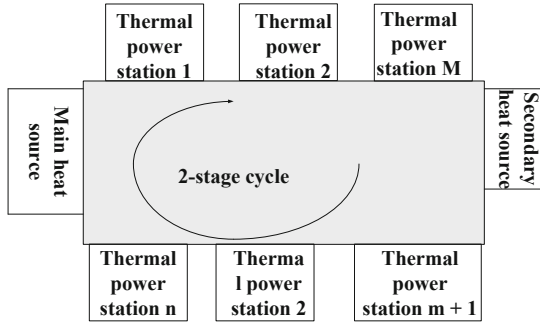 Thermal
power
station 1
Thermal
power
station 2
Thermal
power
station M
Main heat
source
Secondary
heat source
2-stage cycle
Thermal
power
station n
Therma
l power
station 2
Thermal
power
station m + 1